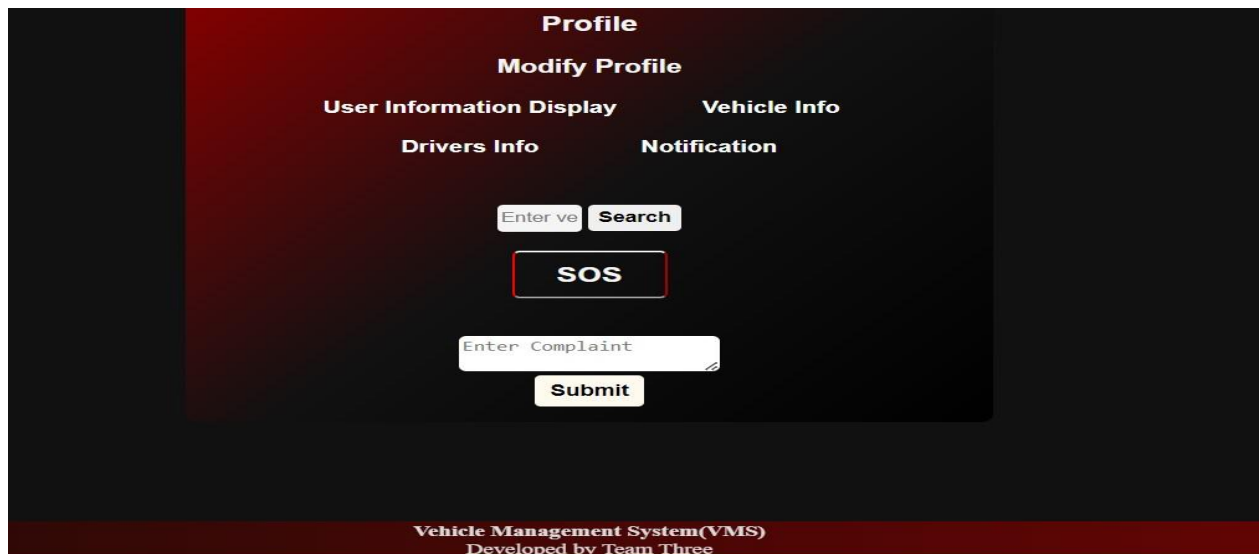 Profile
Modify Profile
User Information Display Vehicle Info
Drivers Info Notification
Enter ve Search
SOS
Enter Complaint
Submit
Vehicle Management System(VMS)
Developed by Team Three